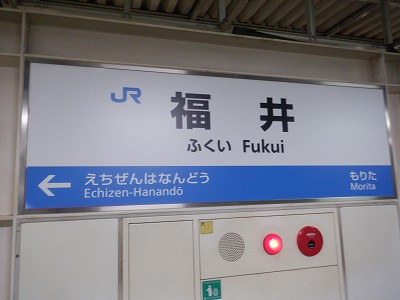 JR
福井
ふくい Fukui
えちぜんはなんどう
Echizen-Hanandō
もりた
Morita